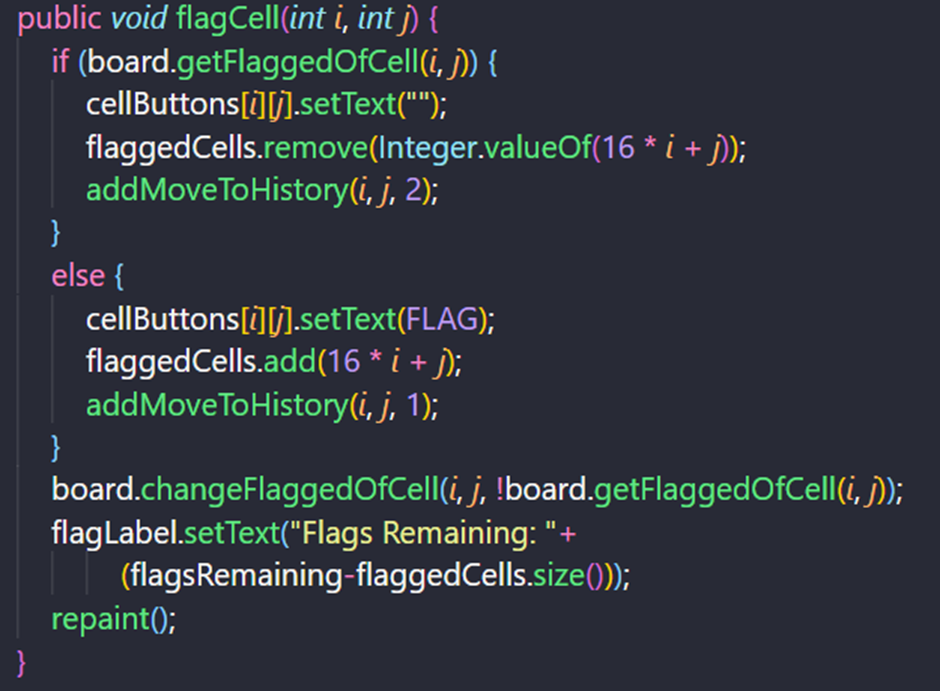 public void flagCell(int i, int j) {
if (board.getFlaggedOfCell(i, j)) {
cellButtons[i][j].setText("");
flaggedCells.remove(Integer.valueOf(16 * i + j));
addMoveToHistory(i, j, 2);
}
else {
cellButtons[i][j].setText(FLAG);
flaggedCells.add(16 * i + j);
addMoveToHistory(i, j, 1);
}
board.changeFlaggedOfCell(i, j, !board.getFlaggedOfCell(i, j));
flagLabel.setText("Flags Remaining: "+
(flagsRemaining-flaggedCells.size()));
repaint();
}